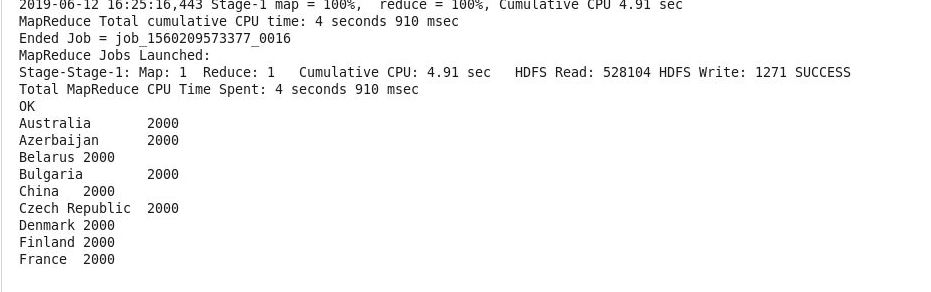 2019-06-12 16:25:16,443 Stage-1 map = 100%,  reduce = 100%, Cumulative CPU 4.91 sec
MapReduce Total cumulative CPU time: 4 seconds 910 msec
Ended Job = job_1560209573377_0016
MapReduce Jobs Launched:
Stage-Stage-1: Map: 1  Reduce: 1   Cumulative CPU: 4.91 sec   HDFS Read: 528104 HDFS Write: 1271 SUCCESS
Total MapReduce CPU Time Spent: 4 seconds 910 msec
OK
Australia       2000
Azerbaijan      2000
Belarus 2000
Bulgaria        2000
China   2000
Czech Republic  2000
Denmark 2000
Finland 2000
France  2000